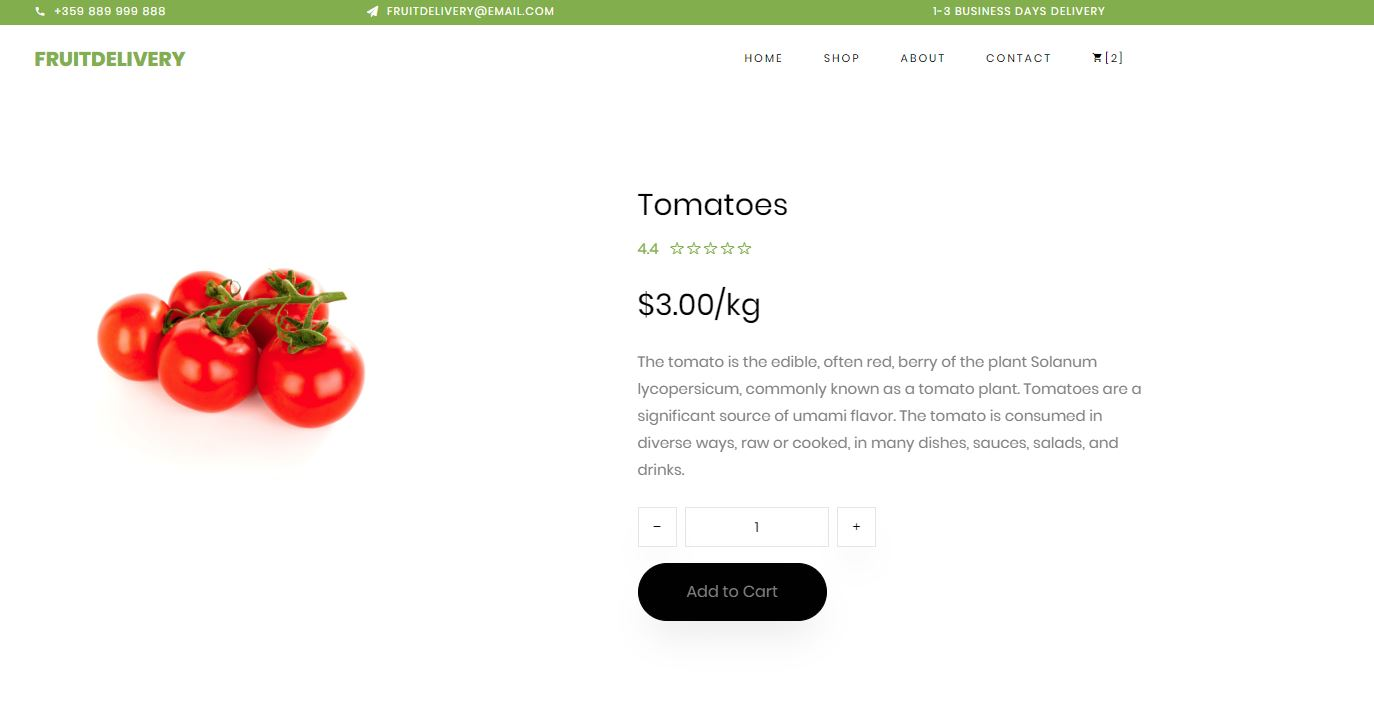 +359 889 999 888 FRUITDELIVERY@EMAIL.COM 1-3 BUSINESS DAYS DELIVERY
FRUITDELIVERY HOME SHOP ABOUT CONTACT [2]
Tomatoes
4.4
$3.00/kg
The tomato is the edible, often red, berry of the plant Solanum
lycopersicum, commonly known as a tomato plant. Tomatoes are a
significant source of umami flavor. The tomato is consumed in
diverse ways, raw or cooked, in many dishes, sauces, salads, and
drinks.
− 1 +
Add to Cart